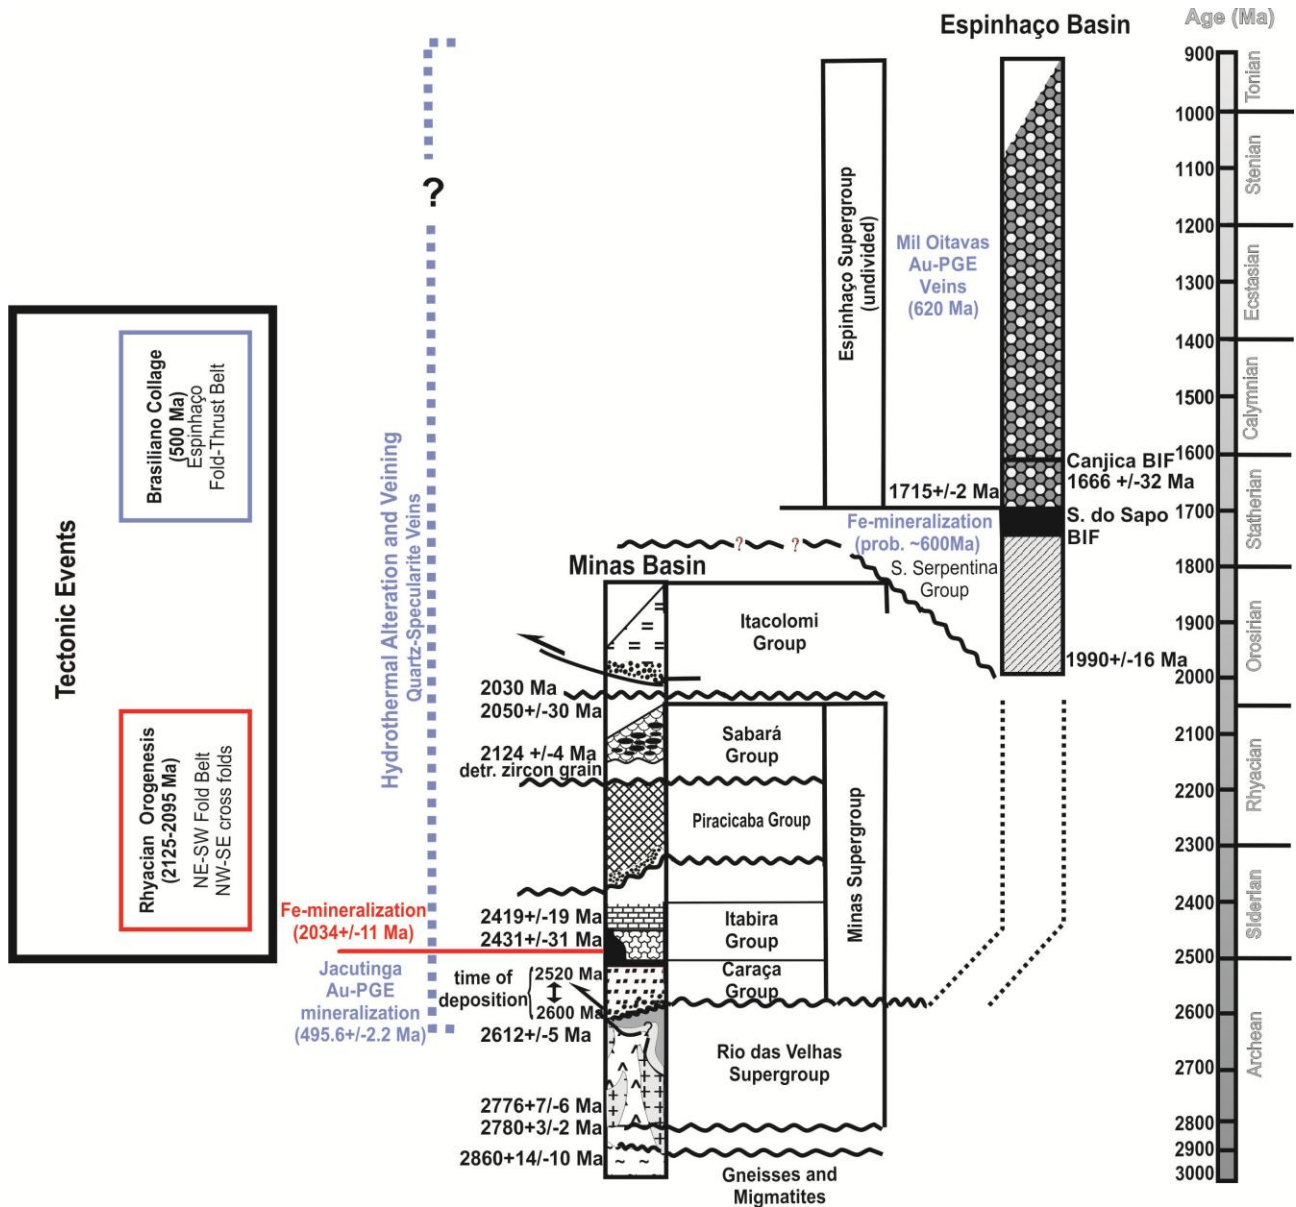 Tectonic Events
Brasiliano Collage
(500 Ma)
Espinhaço
Fold-Thrust Belt
Rhyacian Orogenesis
(2125-2095 Ma)
NE-SW Fold Belt
NW-SE cross folds
Hydrothermal Alteration and Veining
Quartz-Specularite Veins
?
Fe-mineralization
(2034+/-11 Ma)
Jacutinga
Au-PGE
mineralization
(495.6+/-2.2 Ma)
Minas Basin
2030 Ma
2050+/-30 Ma
2124 +/-4 Ma
detr. zircon grain
2419+/-19 Ma
2431+/-31 Ma
time of
deposition
2520 Ma
2600 Ma
2612+/-5 Ma
2776+7/-6 Ma
2780+3/-2 Ma
2860+14/-10 Ma
?
Itacolomi
Group
Sabará
Group
Piracicaba Group
Itabira
Group
Caraça
Group
Minas Supergroup
Rio das Velhas
Supergroup
Gneisses and
Migmatites
? ?
Espinhaço Basin
Espinhaço Supergroup
(undivided)
Mil Oitavas
Au-PGE
Veins
(620 Ma)
1715+/-2 Ma
Fe-mineralization
(prob. ~600Ma)
S. Serpentina
Group
Canjica BIF
1666 +/-32 Ma
S. do Sapo
BIF
1990+/-16 Ma
Age (Ma)
900
1000
1100
1200
1300
1400
1500
1600
1700
1800
1900
2000
2100
2200
2300
2400
2500
2600
2700
2800
2900
3000
Tonian
Stenian
Ectasian
Calymnian
Statherian
Orosirian
Rhyacian
Siderian
Archean